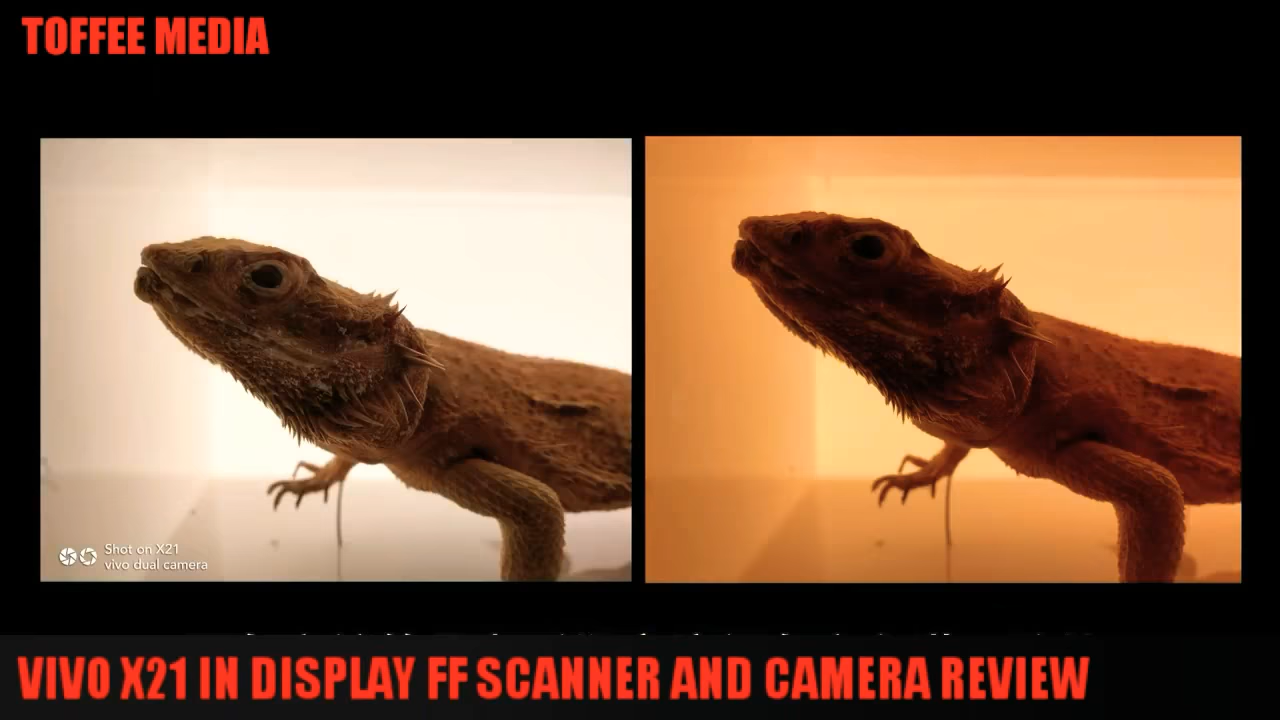 TOFFEE MEDIA
Shot on X21
vivo dual camera
VIVO X21 IN DISPLAY FF SCANNER AND CAMERA REVIEW